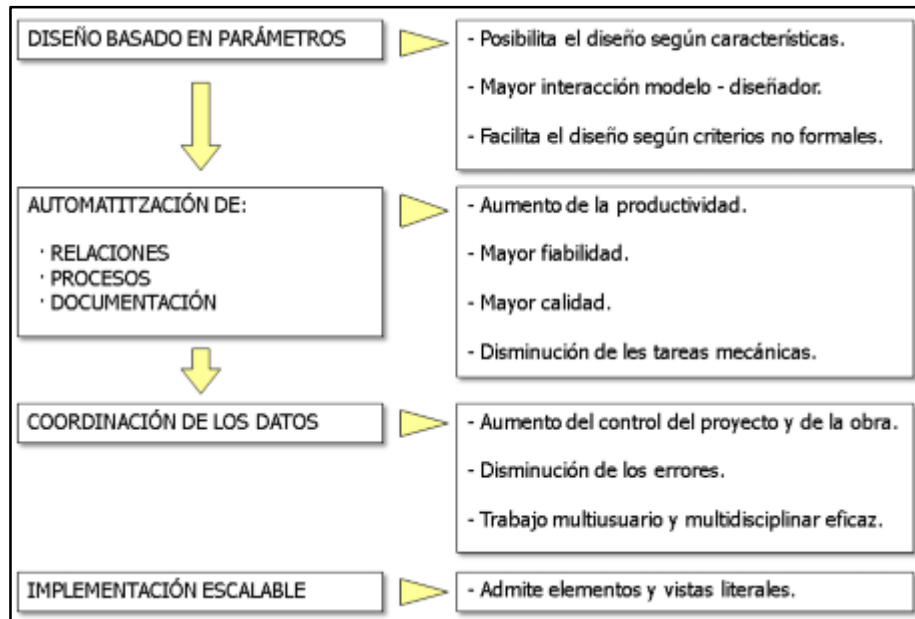 DISEÑO BASADO EN PARÁMETROS
- Posibilita el diseño según características.
- Mayor interacción modelo - diseñador.
- Facilita el diseño según criterios no formales.
AUTOMATITZACIÓN DE:
· RELACIONES
· PROCESOS
· DOCUMENTACIÓN
- Aumento de la productividad.
- Mayor fiabilidad.
- Mayor calidad.
- Disminución de les tareas mecánicas.
COORDINACIÓN DE LOS DATOS
- Aumento del control del proyecto y de la obra.
- Disminución de los errores.
- Trabajo multiusuario y multidisciplinar eficaz.
IMPLEMENTACIÓN ESCALABLE
- Admite elementos y vistas literales.